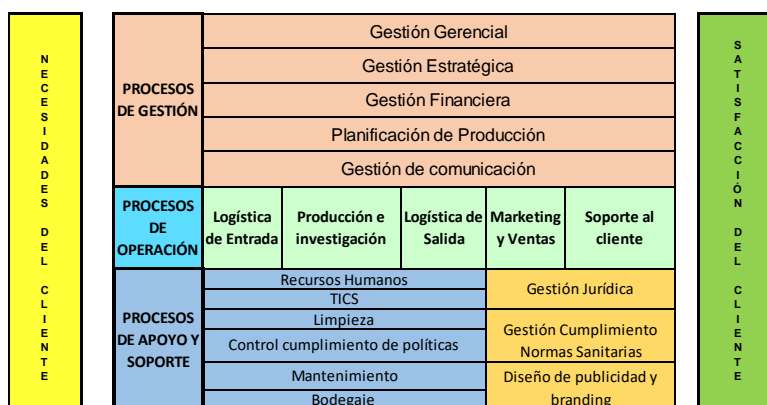 NECESIDADES DEL CLIENTE
PROCESOS
DE GESTIÓN
Gestión Gerencial
Gestión Estratégica
Gestión Financiera
Planificación de Producción
Gestión de comunicación
PROCESOS
DE
OPERACIÓN
Logística
de Entrada
Producción e
investigación
Logística de
Salida
Marketing
y Ventas
Soporte al
cliente
PROCESOS
DE APOYO Y
SOPORTE
Recursos Humanos
TICS
Limpieza
Control cumplimiento de políticas
Mantenimiento
Bodegaje
Gestión Jurídica
Gestión Cumplimiento
Normas Sanitarias
Diseño de publicidad y
branding
SATISFACCIÓN DEL CLIENTE